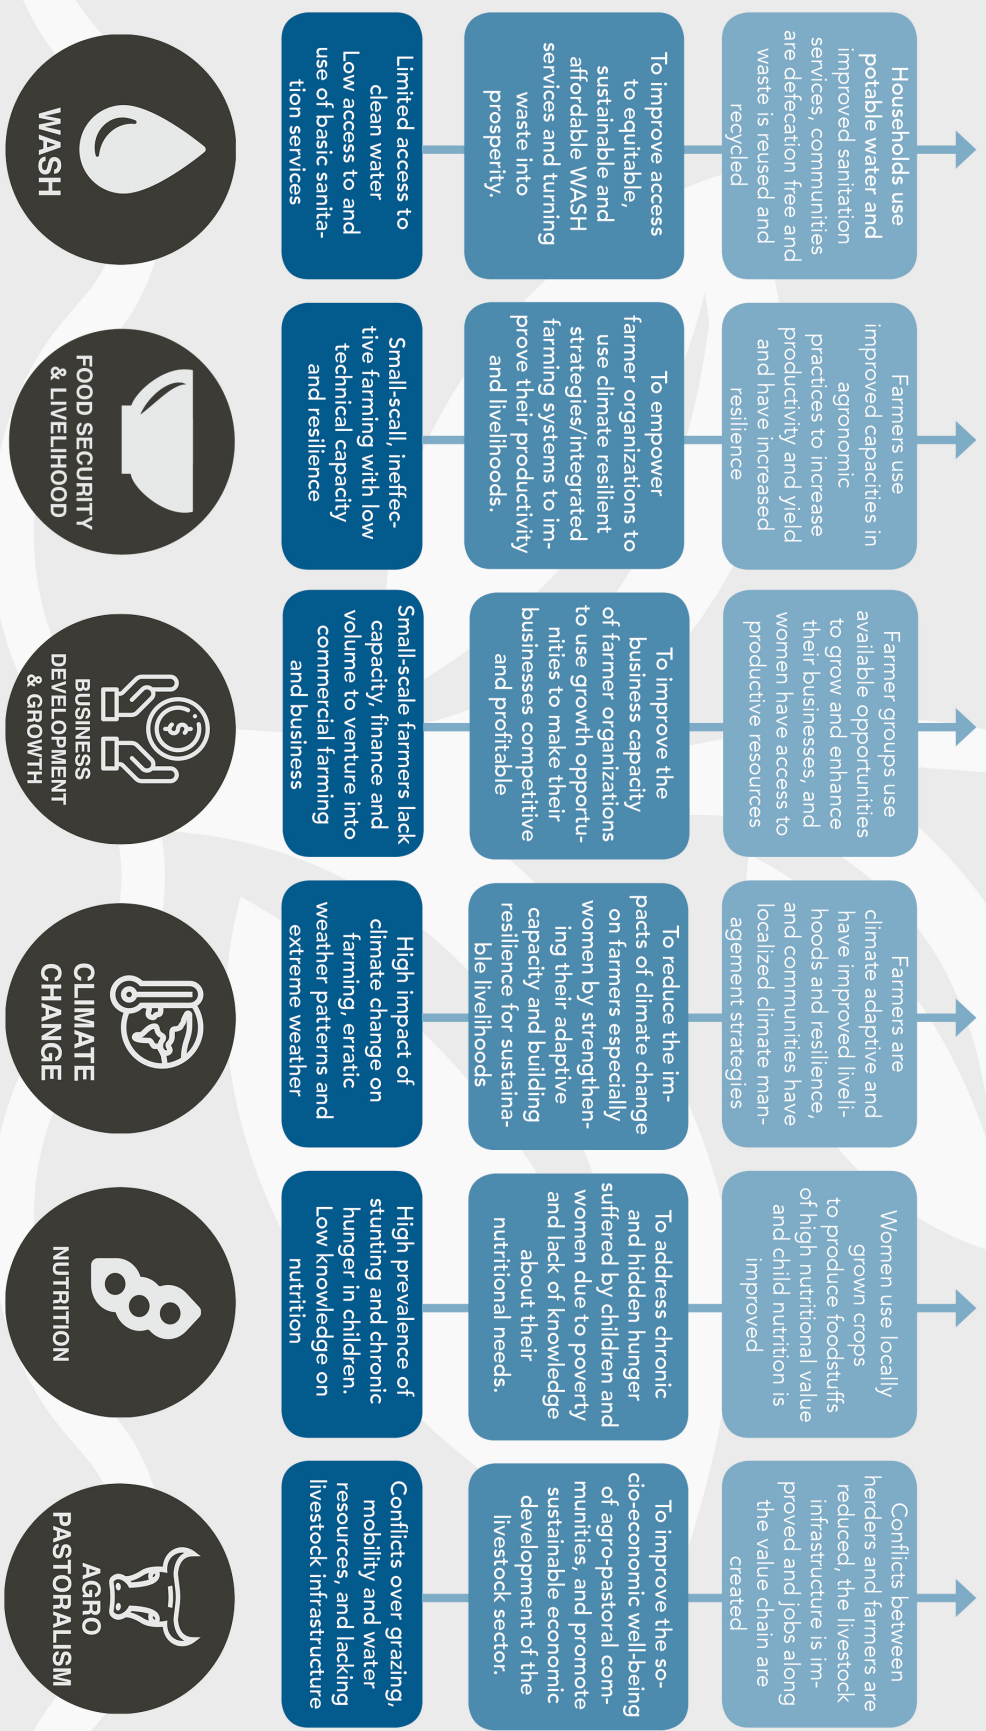 Households use
potable water and
improved sanitation
services, communities
are defecation free and
waste is reused and
recycled
To improve access
to equitable,
sustainable and
affordable WASH
services and turning
waste into
prosperity.
Limited access to
clean water
Low access to and
use of basic sanita-
tion services
WASH
Farmers use
improved capacities in
agronomic
practices to increase
productivity and yield
and have increased
resilience
To empower
farmer organizations to
use climate resilient
strategies/integrated
farming systems to im-
prove their productivity
and livelihoods.
Small-scall, ineffec-
tive farming with low
technical capacity
and resilience
FOOD SECURITY
& LIVELIHOOD
Farmer groups use
available opportunities
to grow and enhance
their businesses, and
women have access to
productive resources
To improve the
business capacity
of farmer organizations
to use growth opportu-
nities to make their
businesses competitive
and profitable
Small-scale farmers lack
capacity, finance and
volume to venture into
commercial farming
and business
$
BUSINESS
DEVELOPMENT
& GROWTH
Farmers are
climate adaptive and
have improved liveli-
hoods and resilience,
and communities have
localized climate man-
agement strategies
To reduce the im-
pacts of climate change
on farmers especially
women by strengthen-
ing their adaptive
capacity and building
resilience for sustaina-
ble livelihoods
High impact of
climate change on
farming, erratic
weather patterns and
extreme weather
CLIMATE
CHANGE
Women use locally
grown crops
to produce foodstuffs
of high nutritional value
and child nutrition is
improved
To address chronic
and hidden hunger
suffered by children and
women due to poverty
and lack of knowledge
about their
nutritional needs.
High prevalence of
stunting and chronic
hunger in children.
Low knowledge on
nutrition
NUTRITION
Conflicts between
herders and farmers are
reduced, the livestock
infrastructure is im-
proved and jobs along
the value chain are
created
To improve the so-
cio-economic well-being
of agro-pastoral com-
munities, and promote
sustainable economic
development of the
livestock sector.
Conflicts over grazing,
mobility and water
resources, and lacking
livestock infrastructure
AGRO
PASTORALISM